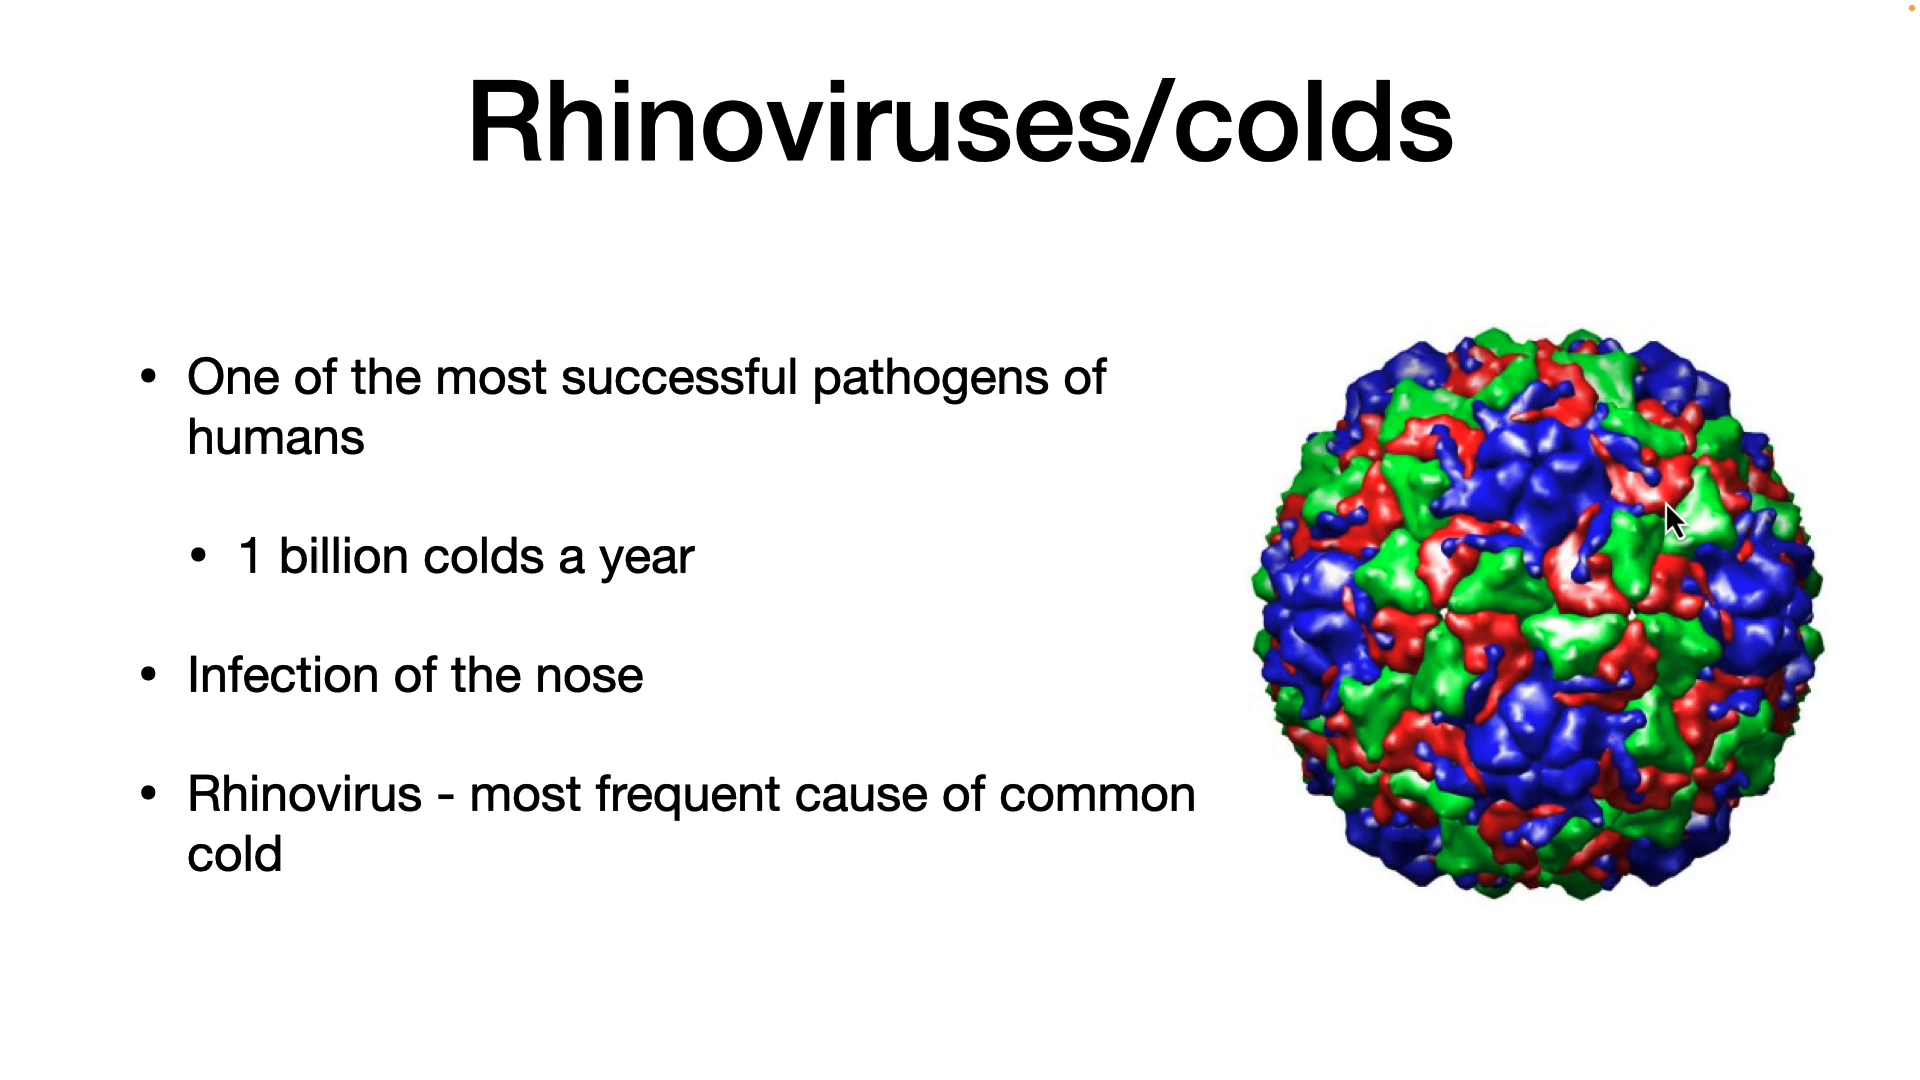 Rhinoviruses/colds
• One of the most successful pathogens of
humans
• 1 billion colds a year
• Infection of the nose
• Rhinovirus - most frequent cause of common
cold